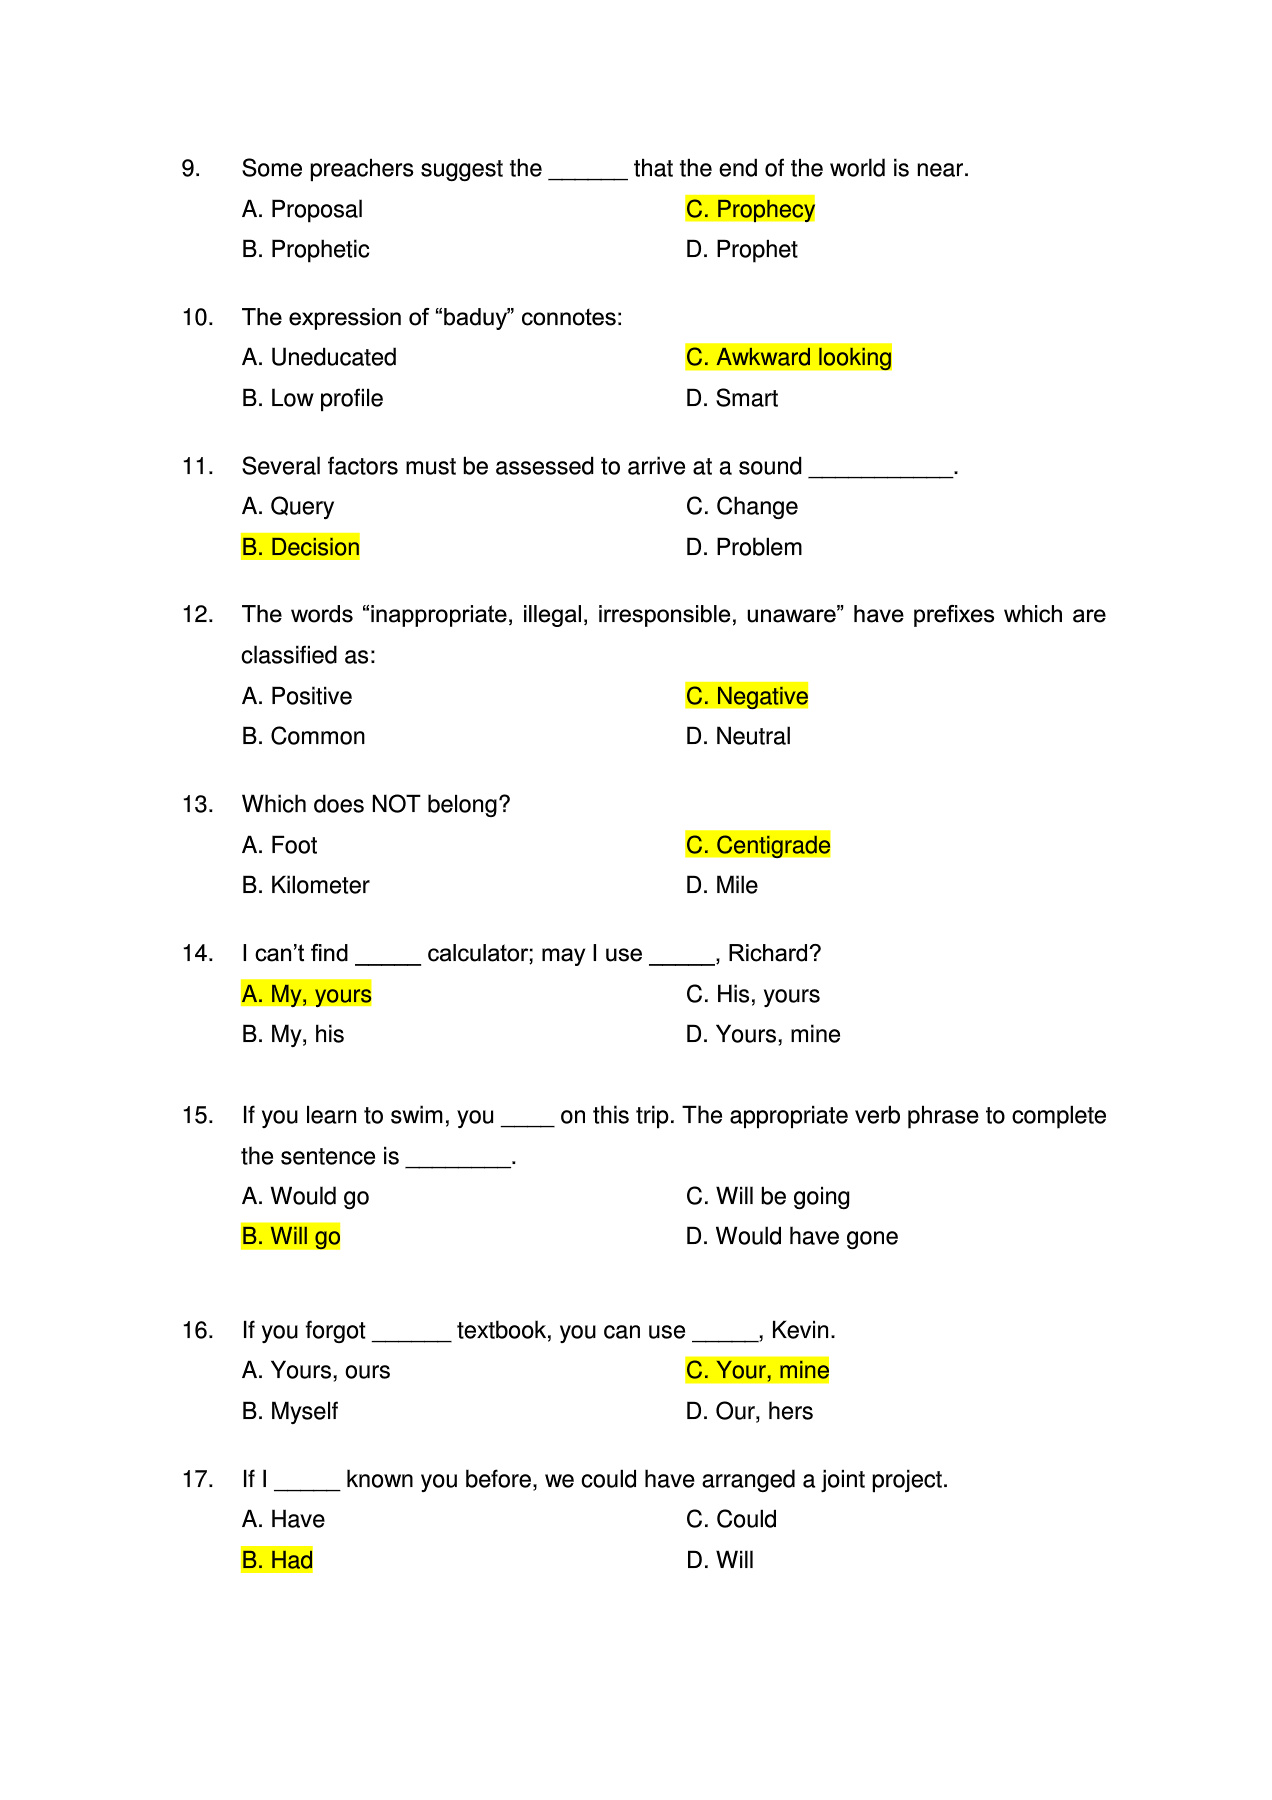 9. Some preachers suggest the ______ that the end of the world is near.
A. Proposal C. Prophecy
B. Prophetic D. Prophet
10. The expression of “baduy” connotes:
A. Uneducated C. Awkward looking
B. Low profile D. Smart
11. Several factors must be assessed to arrive at a sound ___________.
A. Query C. Change
B. Decision D. Problem
12. The words “inappropriate, illegal, irresponsible, unaware” have prefixes which are
classified as:
A. Positive C. Negative
B. Common D. Neutral
13. Which does NOT belong?
A. Foot C. Centigrade
B. Kilometer D. Mile
14. I can’t find _____ calculator; may I use _____, Richard?
A. My, yours C. His, yours
B. My, his D. Yours, mine
15. If you learn to swim, you ____ on this trip. The appropriate verb phrase to complete
the sentence is ________.
A. Would go C. Will be going
B. Will go D. Would have gone
16. If you forgot ______ textbook, you can use _____, Kevin.
A. Yours, ours C. Your, mine
B. Myself D. Our, hers
17. If I _____ known you before, we could have arranged a joint project.
A. Have C. Could
B. Had D. Will